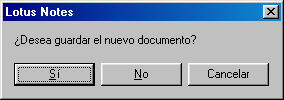 Lotus Notes
¿Desea guardar el nuevo documento?
Sí No Cancelar